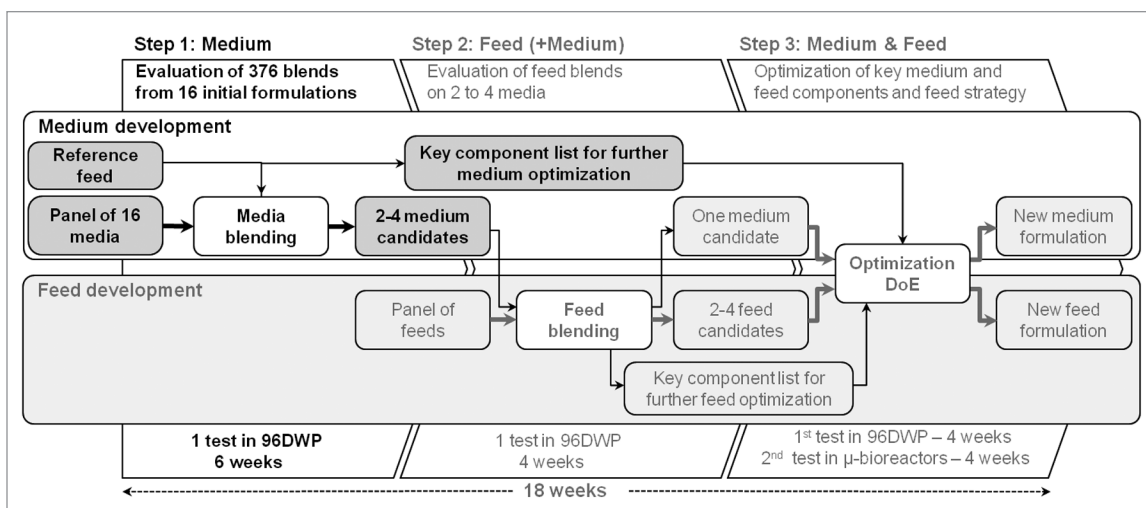 Step 1: Medium
Step 2: Feed (+Medium)
Step 3: Medium & Feed
Evaluation of 376 blends
from 16 initial formulations
Evaluation of feed blends
on 2 to 4 media
Optimization of key medium and
feed components and feed strategy
Medium development
Reference
feed
Key component list for further
medium optimization
Panel of 16
media
Media
blending
2-4 medium
candidates
One medium
candidate
New medium
formulation
Optimization
DoE
Feed development
Panel of
feeds
Feed
blending
2-4 feed
candidates
New feed
formulation
Key component list for
further feed optimization
1 test in 96DWP
6 weeks
1 test in 96DWP
4 weeks
1st test in 96DWP – 4 weeks
2nd test in µ-bioreactors – 4 weeks
18 weeks